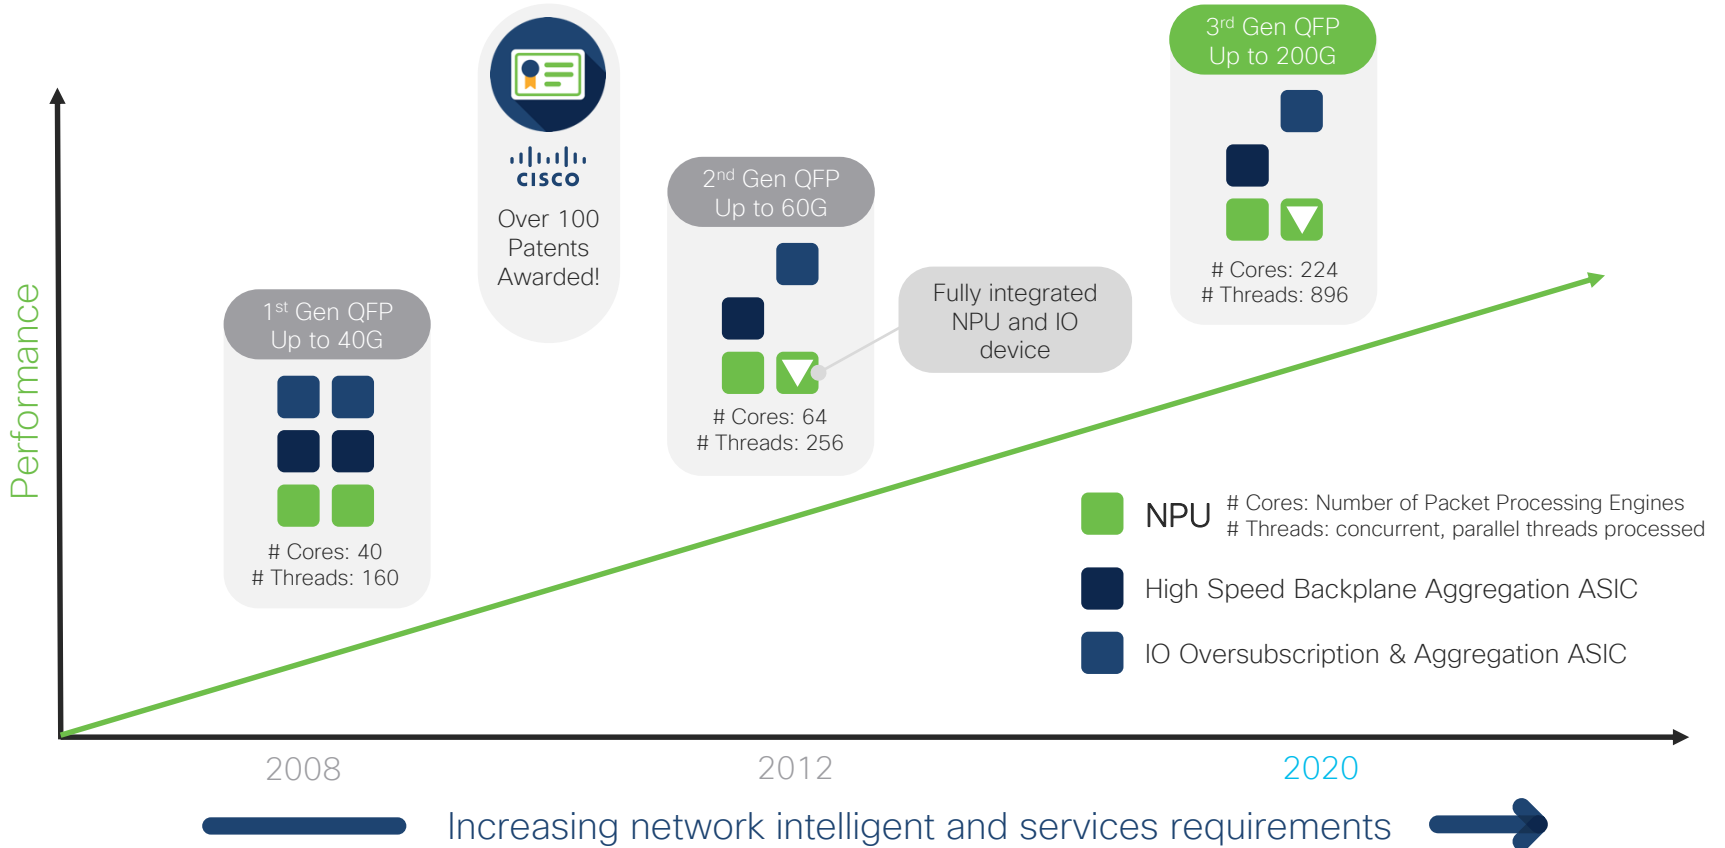 Performance
1st Gen QFP
Up to 40G
# Cores: 40
# Threads: 160
CISCO
Over 100
Patents
Awarded!
2nd Gen QFP
Up to 60G
# Cores: 64
# Threads: 256
Fully integrated
NPU and IO
device
3rd Gen QFP
Up to 200G
# Cores: 224
# Threads: 896
NPU
# Cores: Number of Packet Processing Engines
# Threads: concurrent, parallel threads processed
High Speed Backplane Aggregation ASIC
IO Oversubscription & Aggregation ASIC
2008
2012
2020
Increasing network intelligent and services requirements